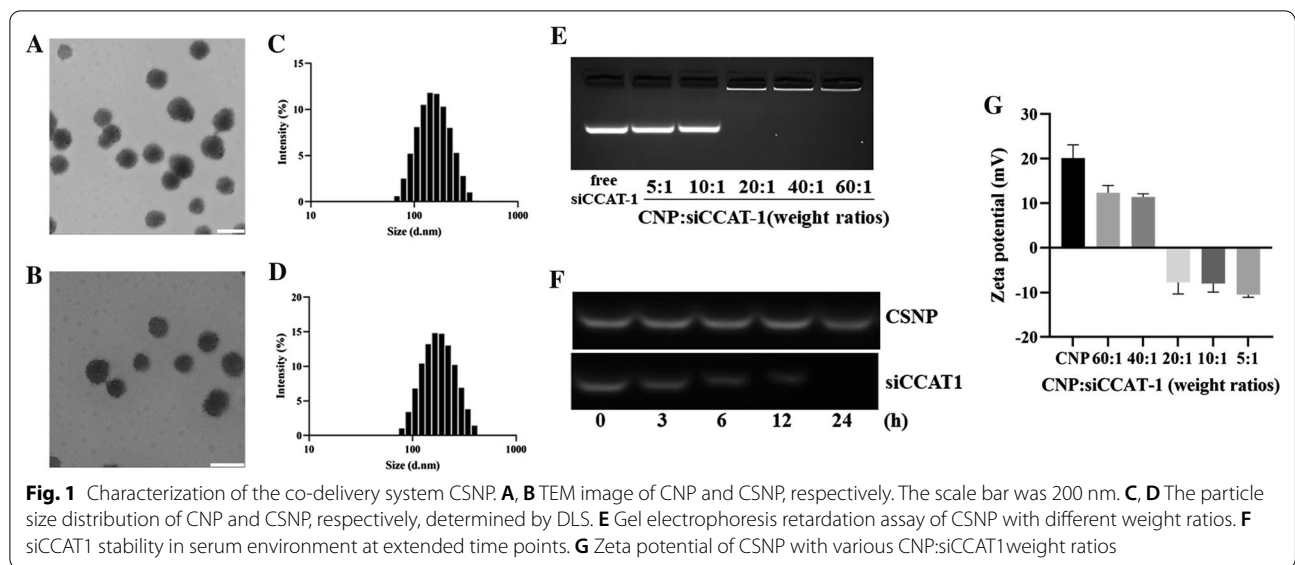 A
B
C
15
10
5
0
Intensity (%)
10
100
1000
Size (d.nm)
D
20
15
10
5
0
Intensity (%)
10
100
1000
Size (d.nm)
E
free
siCCAT-1
5:1 10:1 20:1 40:1 60:1
CNP:siCCAT-1(weight ratios)
F
CSNP
siCCAT1
0 3 6 12 24 (h)
G
30
20
10
0
-10
-20
Zeta potential (mV)
CNP 60:1 40:1 20:1 10:1 5:1
CNP:siCCAT-1 (weight ratios)
Fig. 1 Characterization of the co-delivery system CSNP. A, B TEM image of CNP and CSNP, respectively. The scale bar was 200 nm. C, D The particle
size distribution of CNP and CSNP, respectively, determined by DLS. E Gel electrophoresis retardation assay of CSNP with different weight ratios. F
siCCAT1 stability in serum environment at extended time points. G Zeta potential of CSNP with various CNP:siCCAT1weight ratios